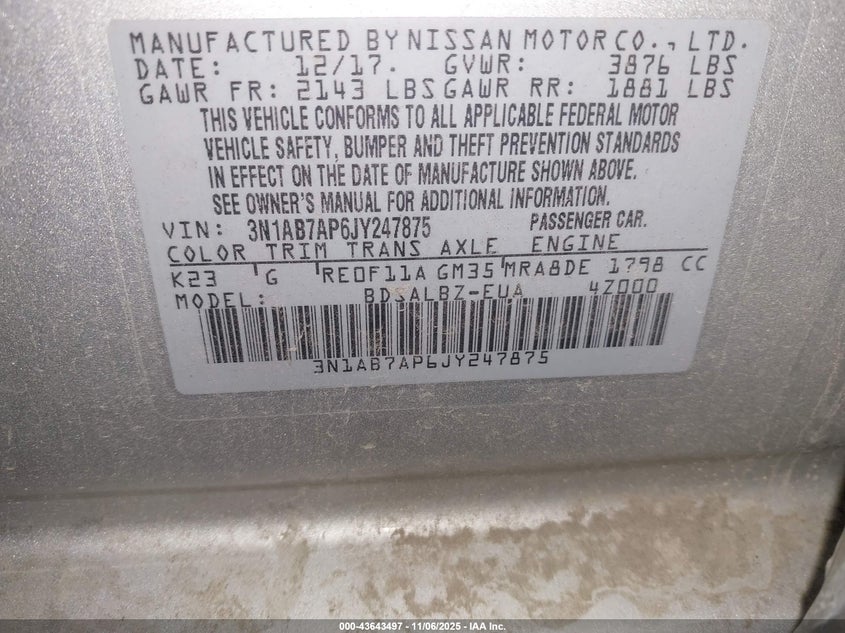 MANUFACTURED BY NISSAN MOTOR CO., LTD.
DATE: 12/17. GVWR: 3876 LBS
GAWR FR: 2143 LBS GAWR RR: 1881 LBS
THIS VEHICLE CONFORMS TO ALL APPLICABLE FEDERAL MOTOR
VEHICLE SAFETY, BUMPER AND THEFT PREVENTION STANDARDS
IN EFFECT ON THE DATE OF MANUFACTURE SHOWN ABOVE.
SEE OWNER'S MANUAL FOR ADDITIONAL INFORMATION.
VIN: 3N1AB7AP6JY247875 PASSENGER CAR.
COLOR TRIM TRANS AXLE ENGINE
K23 G RE0F11A GM35 MRA8DE 1798 CC
MODEL: BDSALBZ-EUA 4Z000
3N1AB7AP6JY247875
000-43643497 - 11/06/2025 - IAA Inc.